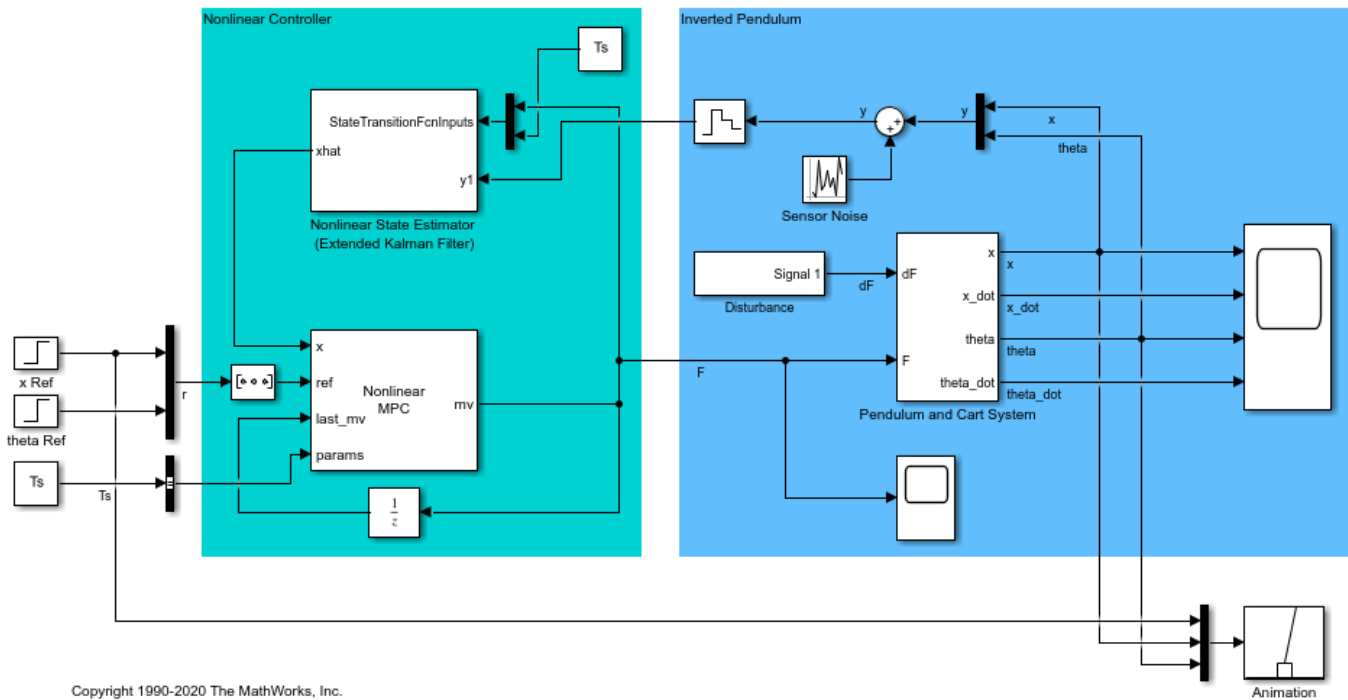 Nonlinear Controller
Inverted Pendulum
Ts
StateTransitionFcnInputs
xhat
y1
Nonlinear State Estimator
(Extended Kalman Filter)
y
+
+
y
x
theta
Sensor Noise
Signal 1
Disturbance
dF
dF
F
x
x_dot
theta
theta_dot
x
x_dot
theta
theta_dot
Pendulum and Cart System
x Ref
theta Ref
r
Ts
Ts
x
ref
last_mv
params
Nonlinear
MPC
mv
F
1
z
Animation
Copyright 1990-2020 The MathWorks, Inc.